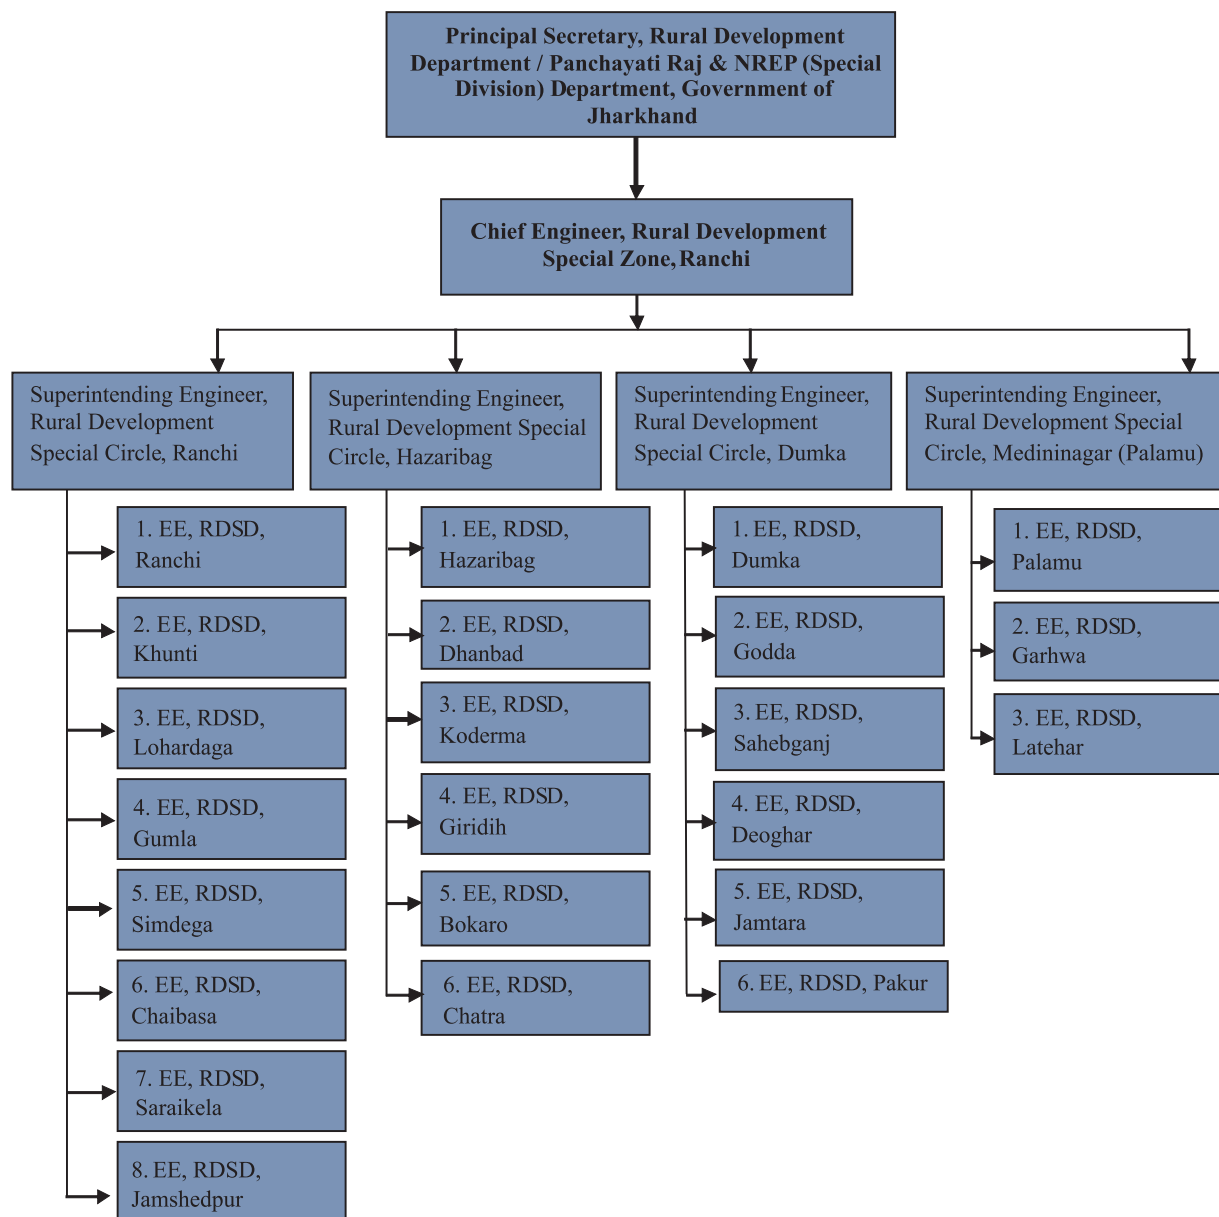 Principal Secretary, Rural Development
Department / Panchayati Raj & NREP (Special
Division) Department, Government of
Jharkhand
Chief Engineer, Rural Development
Special Zone, Ranchi
Superintending Engineer,
Rural Development
Special Circle, Ranchi
1. EE, RDSD,
Ranchi
2. EE, RDSD,
Khunti
3. EE, RDSD,
Lohardaga
4. EE, RDSD,
Gumla
5. EE, RDSD,
Simdega
6. EE, RDSD,
Chaibasa
7. EE, RDSD,
Saraikela
8. EE, RDSD,
Jamshedpur
Superintending Engineer,
Rural Development Special
Circle, Hazaribag
1. EE, RDSD,
Hazaribag
2. EE, RDSD,
Dhanbad
3. EE, RDSD,
Koderma
4. EE, RDSD,
Giridih
5. EE, RDSD,
Bokaro
6. EE, RDSD,
Chatra
Superintending Engineer,
Rural Development
Special Circle, Dumka
1. EE, RDSD,
Dumka
2. EE, RDSD,
Godda
3. EE, RDSD,
Sahebganj
4. EE, RDSD,
Deoghar
5. EE, RDSD,
Jamtara
6. EE, RDSD, Pakur
Superintending Engineer,
Rural Development Special
Circle, Medininagar (Palamu)
1. EE, RDSD,
Palamu
2. EE, RDSD,
Garhwa
3. EE, RDSD,
Latehar